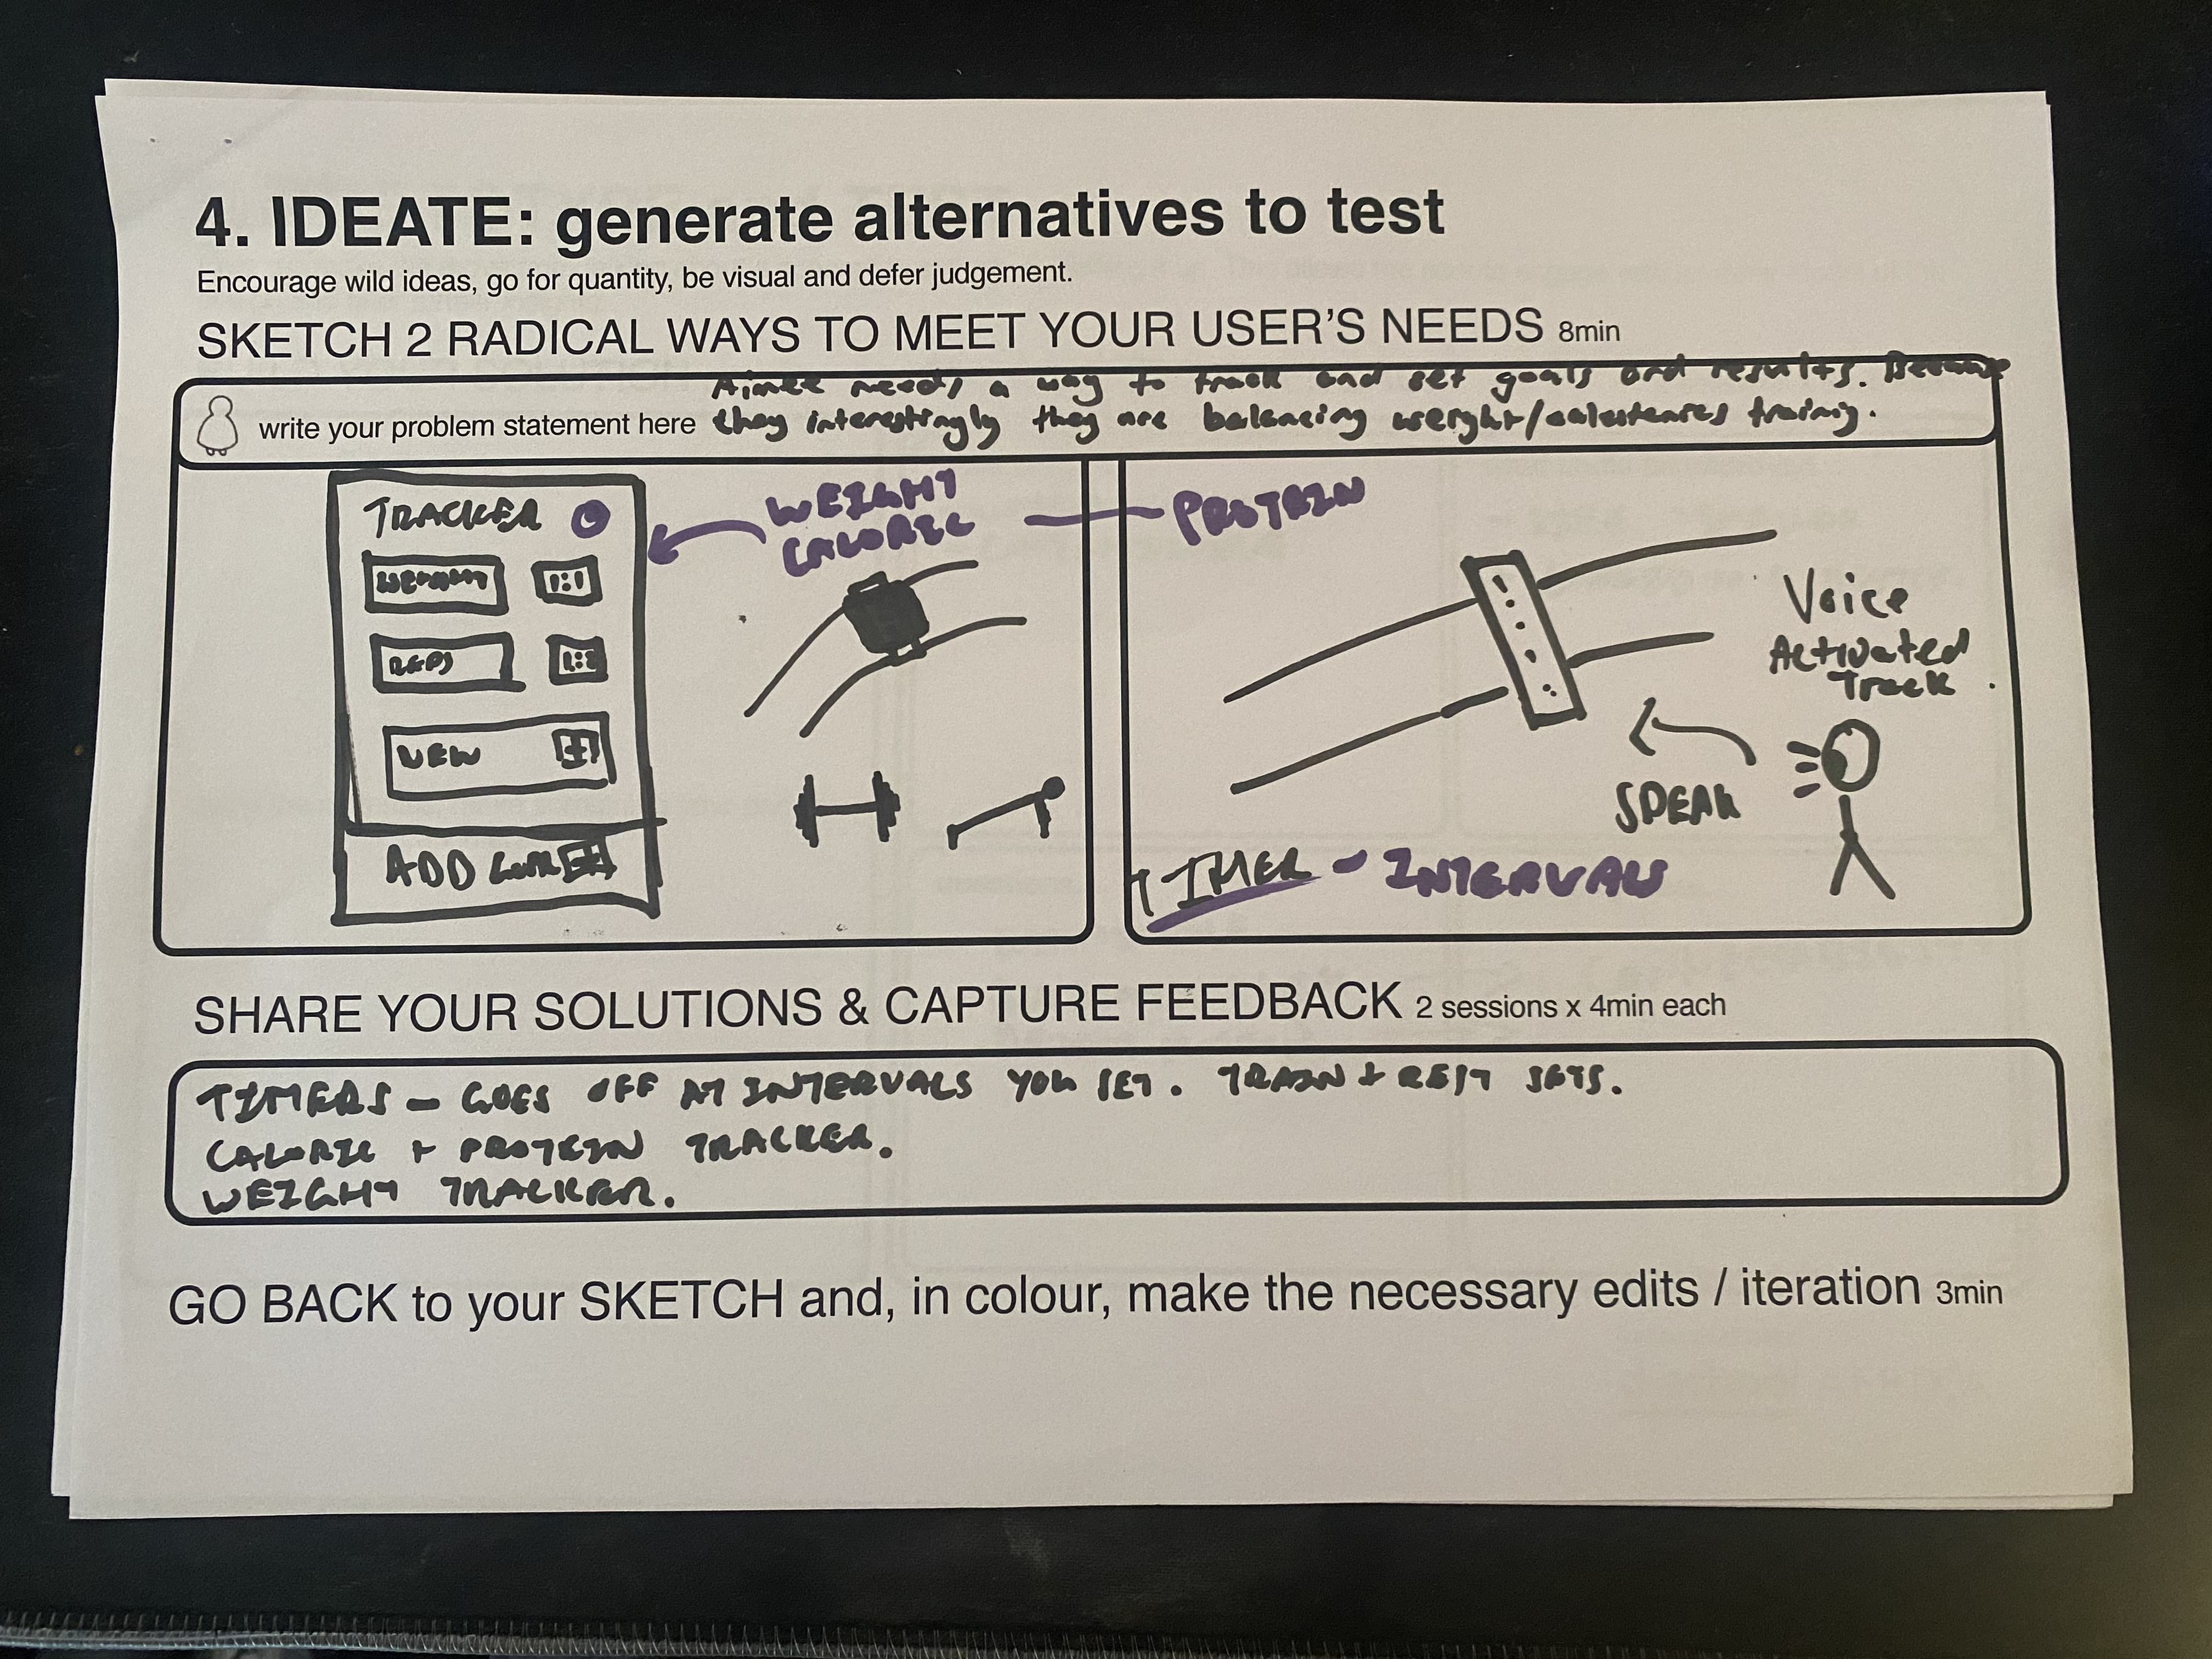 4. IDEATE: generate alternatives to test
Encourage wild ideas, go for quantity, be visual and defer judgement.
SKETCH 2 RADICAL WAYS TO MEET YOUR USER'S NEEDS 8min
Aimee needs a way to track and set goals and results. Because
write your problem statement here they interestingly they are balancing weight/ training.
TRACKER
WEIGHT
CALORIE
PROTEIN
REPS
ADD
Voice
Activated
Track
SPEAK
TIMER - INTERVALS
SHARE YOUR SOLUTIONS & CAPTURE FEEDBACK 2 sessions x 4min each
TIMERS - GOES OFF AT INTERVALS YOU SET. TRAIN + REST SETS.
CALORIE + PROTEIN TRACKER.
WEIGHT TRACKER.
GO BACK to your SKETCH and, in colour, make the necessary edits / iteration 3min